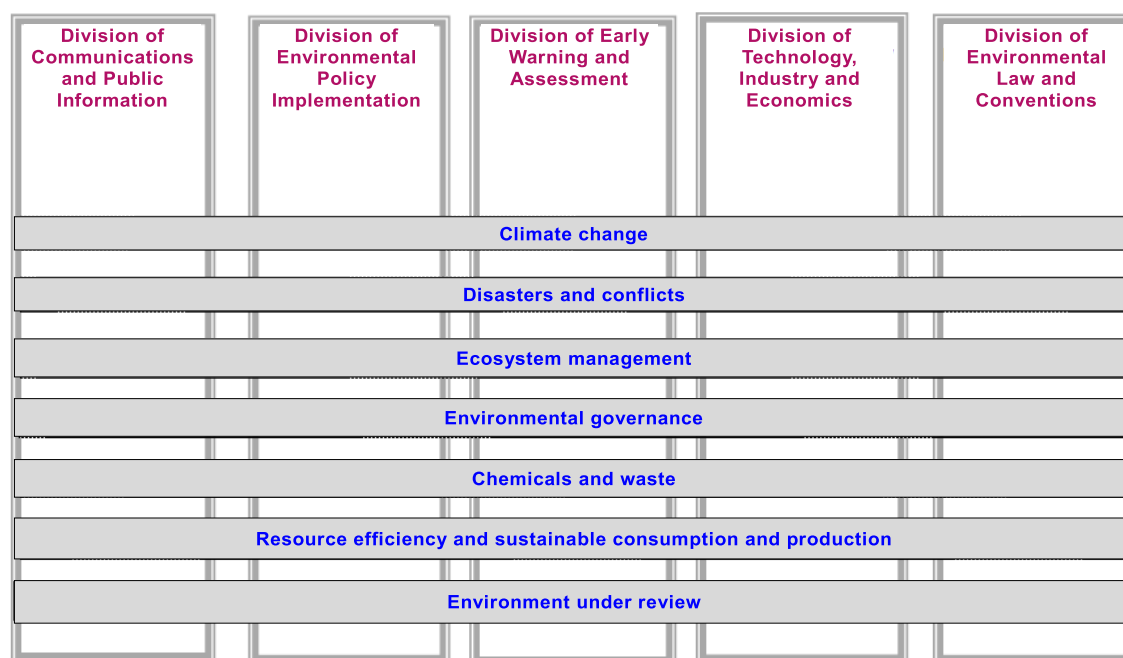 Division of
Communications
and Public
Information
Division of
Environmental
Policy
Implementation
Division of Early
Warning and
Assessment
Division of
Technology,
Industry and
Economics
Division of
Environmental
Law and
Conventions
Climate change
Disasters and conflicts
Ecosystem management
Environmental governance
Chemicals and waste
Resource efficiency and sustainable consumption and production
Environment under review